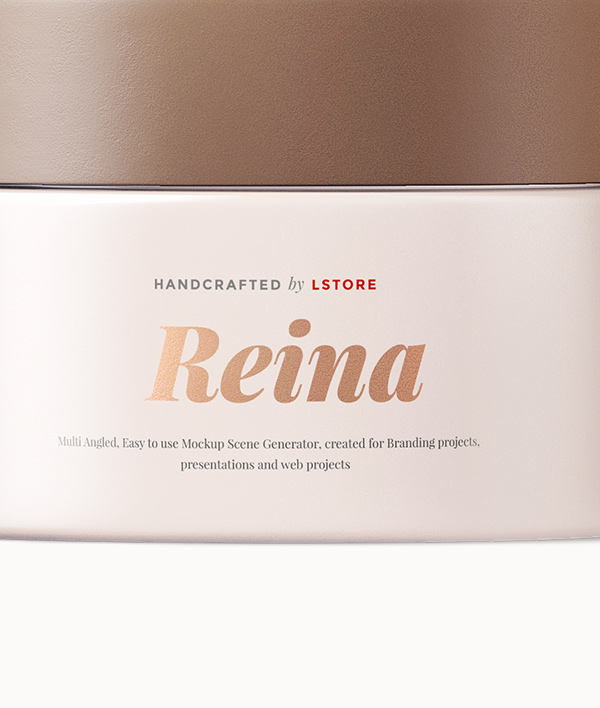 HANDCRAFTED by LSTORE
Reina
Multi Angled, Easy to use Mockup Scene Generator, created for Branding projects,
presentations and web projects